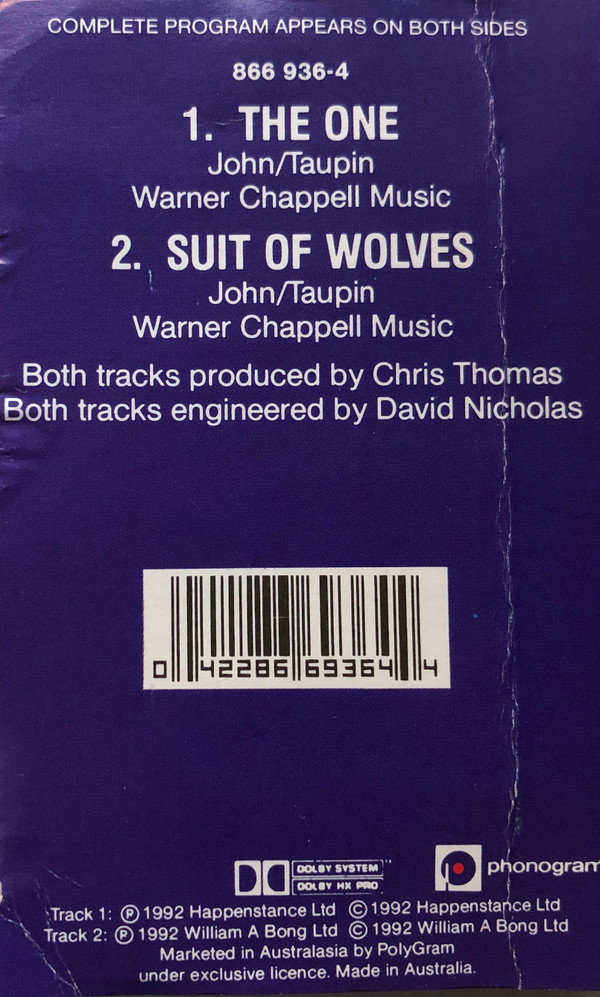 COMPLETE PROGRAM APPEARS ON BOTH SIDES
866 936-4
1. THE ONE
John/Taupin
Warner Chappell Music
2. SUIT OF WOLVES
John/Taupin
Warner Chappell Music
Both tracks produced by Chris Thomas
Both tracks engineered by David Nicholas
0 42286 69364 4
DOLBY SYSTEM
DOLBY HX PRO
phonogram
Track 1: ℗ 1992 Happenstance Ltd © 1992 Happenstance Ltd
Track 2: ℗ 1992 William A Bong Ltd © 1992 William A Bong Ltd
Marketed in Australasia by PolyGram
under exclusive licence. Made in Australia.